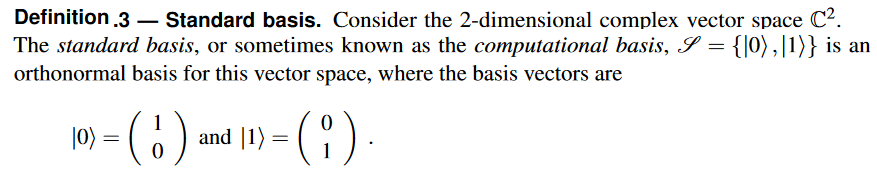 Definition .3 — Standard basis. Consider the 2-dimensional complex vector space ℂ².
The standard basis, or sometimes known as the computational basis, 𝒮 = {|0⟩,|1⟩} is an
orthonormal basis for this vector space, where the basis vectors are
|0⟩ = ( 1 0 ) and |1⟩ = ( 0 1 ) .